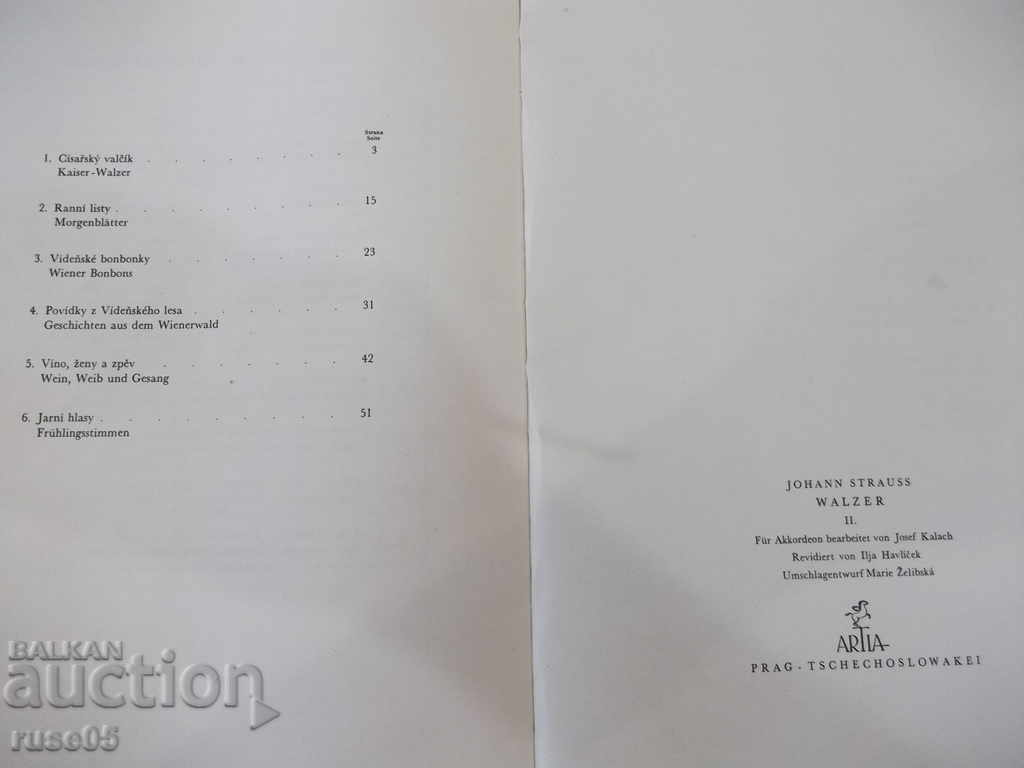 Strana
Seite
1. Císařský valčík . . . . . . . . 3
Kaiser-Walzer
2. Ranní listy . . . . . . . . . 15
Morgenblätter
3. Vídeňské bonbonky . . . . . . . 23
Wiener Bonbons
4. Povídky z Vídeňského lesa . . . . . . 31
Geschichten aus dem Wienerwald
5. Víno, ženy a zpěv . . . . . . . 42
Wein, Weib und Gesang
6. Jarní hlasy . . . . . . . . . 51
Frühlingsstimmen
JOHANN STRAUSS
WALZER
II.
Für Akkordeon bearbeitet von Josef Kalach
Revidiert von Ilja Havlíček
Umschlagentwurf Marie Želibská
ARTIA
PRAG - TSCHECHOSLOWAKEI
BALKAN
auction
ruse05